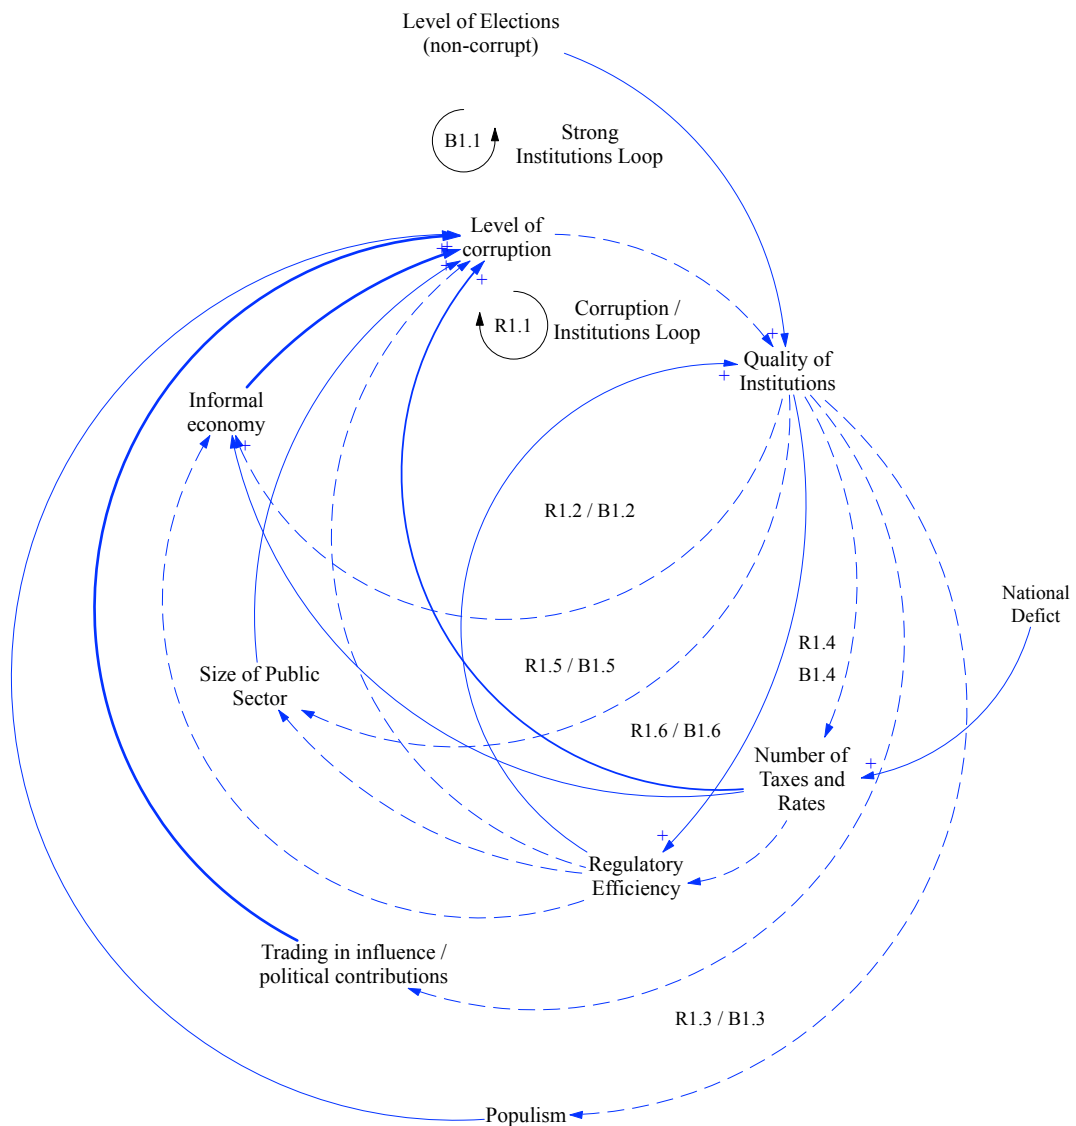 Level of Elections
(non-corrupt)
B1.1
Strong
Institutions Loop
Level of
corruption
R1.1
Corruption /
Institutions Loop
Quality of
Institutions
Informal
economy
R1.2 / B1.2
National
Defict
R1.4
B1.4
R1.5 / B1.5
Size of Public
Sector
R1.6 / B1.6
Number of
Taxes and
Rates
Regulatory
Efficiency
Trading in influence /
political contributions
R1.3 / B1.3
Populism